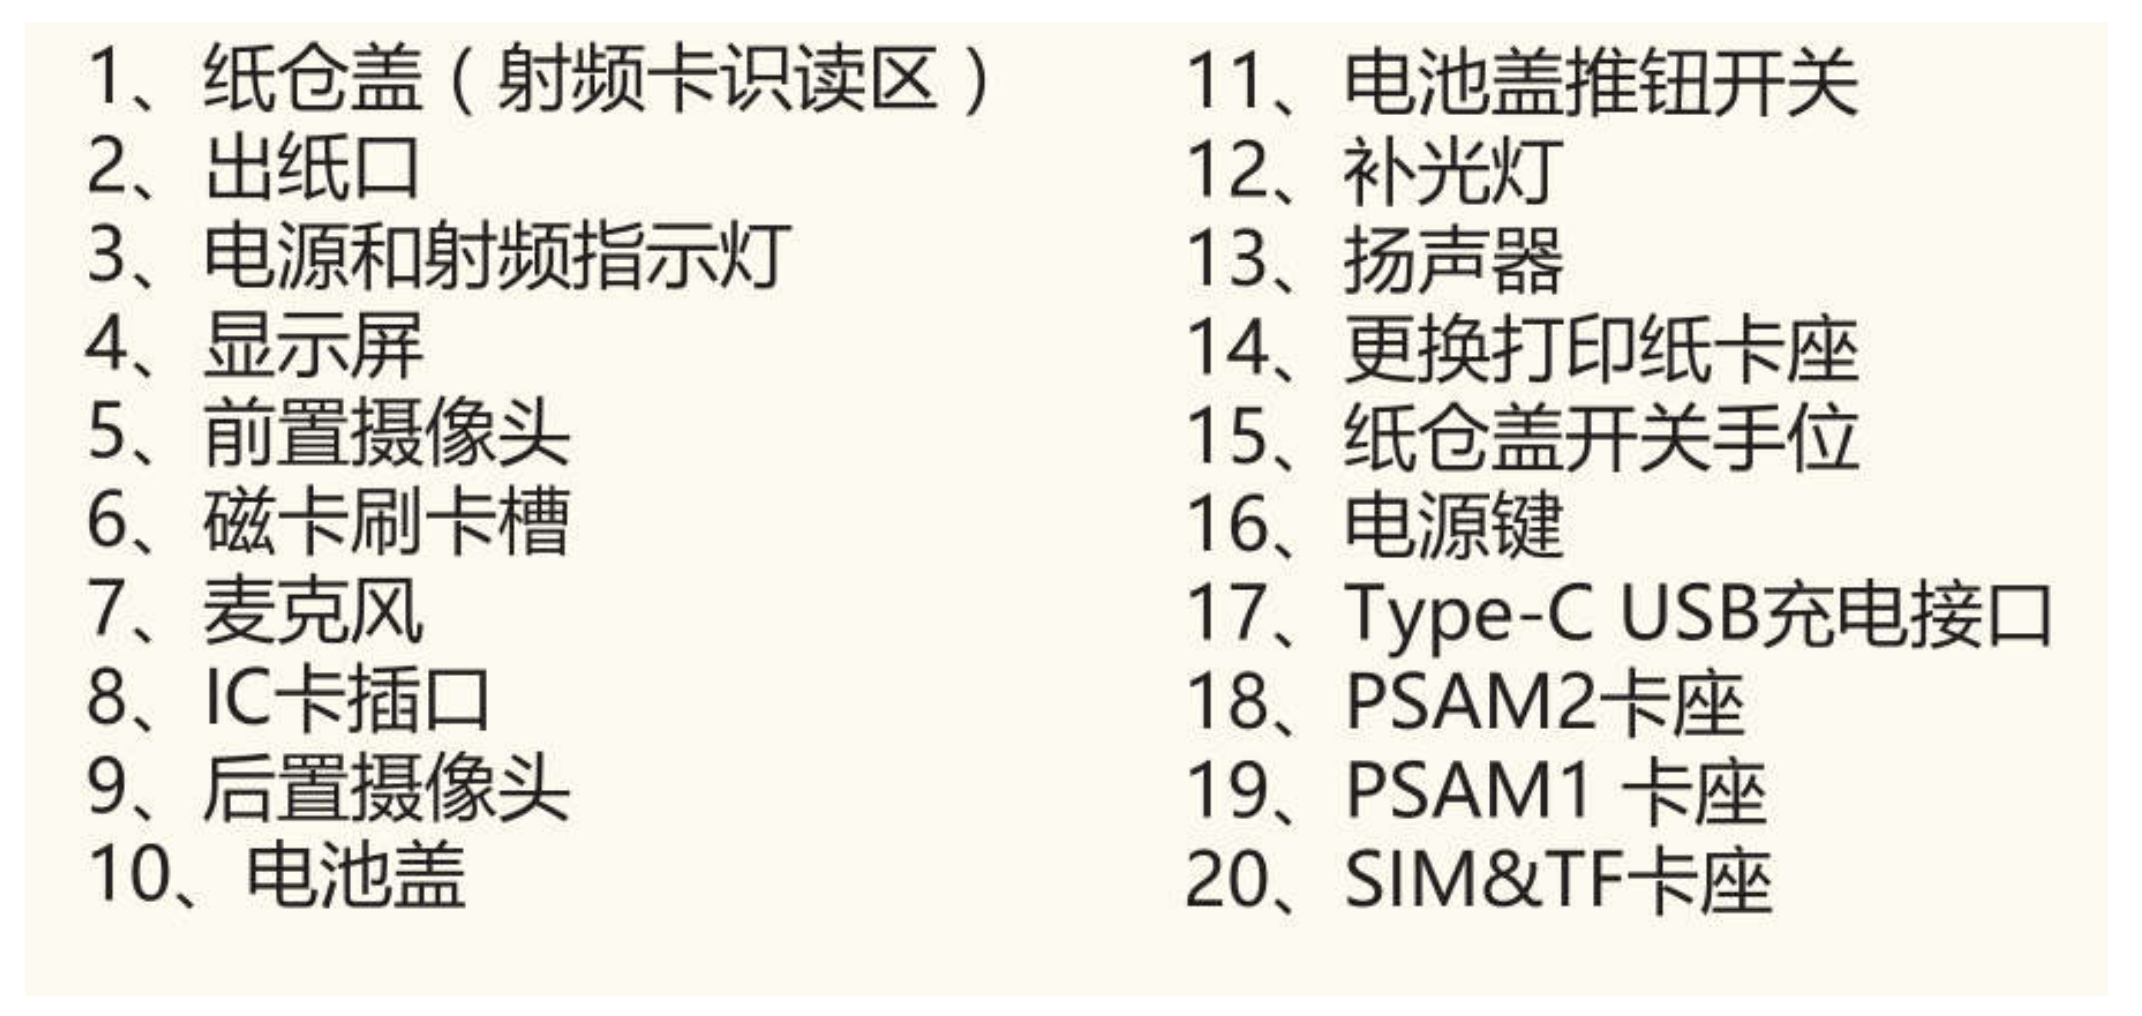 1、纸仓盖（射频卡识读区）
2、出纸口
3、电源和射频指示灯
4、显示屏
5、前置摄像头
6、磁卡刷卡槽
7、麦克风
8、IC卡插口
9、后置摄像头
10、电池盖
11、电池盖推钮开关
12、补光灯
13、扬声器
14、更换打印纸卡座
15、纸仓盖开关手位
16、电源键
17、Type-C USB充电接口
18、PSAM2卡座
19、PSAM1 卡座
20、SIM&TF卡座